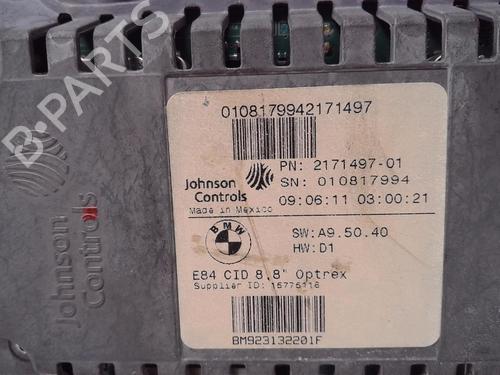 B-PARTS
0108179942171497
Johnson
Controls
Made in Mexico
PN: 2171497-01
SN: 010817994
09:06:11 03:00:21
BMW
SW:A9.50.40
HW:D1
E84 CID 8,8" Optrex
Supplier ID: 15775116
BM923132201F
Johnson
Controls